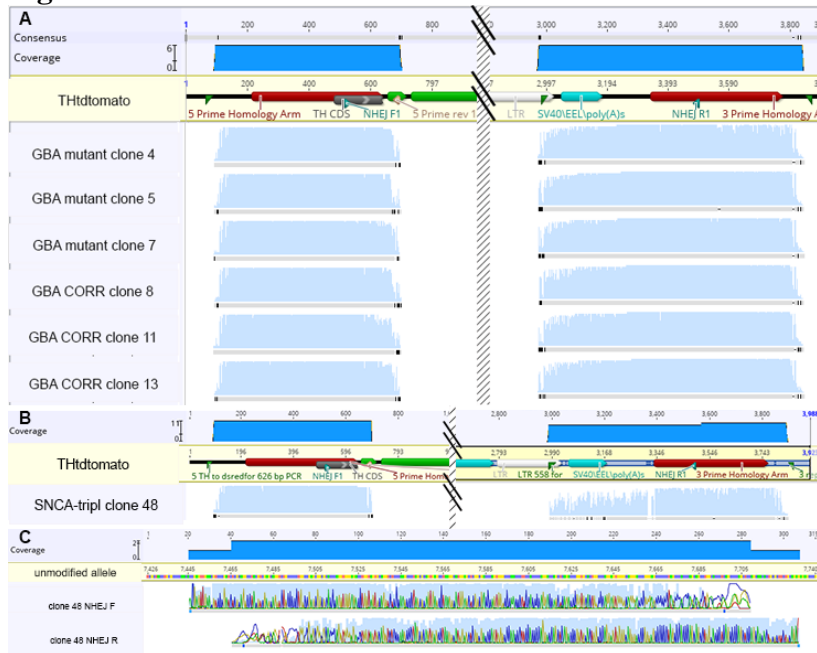 A
1 200 400 600 800 3,000 3,200 3,400 3,600 3,800
Consensus
Coverage
6
0
1 200 400 600 797 2,997 3,194 3,393 3,590
THtdtomato
5 Prime Homology Arm TH CDS NHEJ F1 5 Prime rev 1 LTR SV40\EEL\poly(A)s NHEJ R1 3 Prime Homology A
GBA mutant clone 4
GBA mutant clone 5
GBA mutant clone 7
GBA CORR clone 8
GBA CORR clone 11
GBA CORR clone 13
B
1 200 400 600 800 2,800 3,000 3,200 3,400 3,600 3,800
Coverage
11
0
1 196 396 596 793 2,793 2,990 3,168 3,346 3,546 3,743
THtdtomato
5 TH to dsredfor 626 bp PCR NHEJ F1 TH CDS 5 Prime Hom LTR LTR 558 for SV40\EEL\poly(A)s NHEJ R1 3 Prime Homology Arm
SNCA-tripl clone 48
C
1 20 40 60 80 100 120 140 160 180 200 220 240 260 280 300
Coverage
2
0
7,425 7,445 7,465 7,485 7,505 7,525 7,545 7,565 7,585 7,605 7,625 7,645 7,665 7,685 7,705 7,725 7,740
unmodified allele
clone 48 NHEJ F
clone 48 NHEJ R